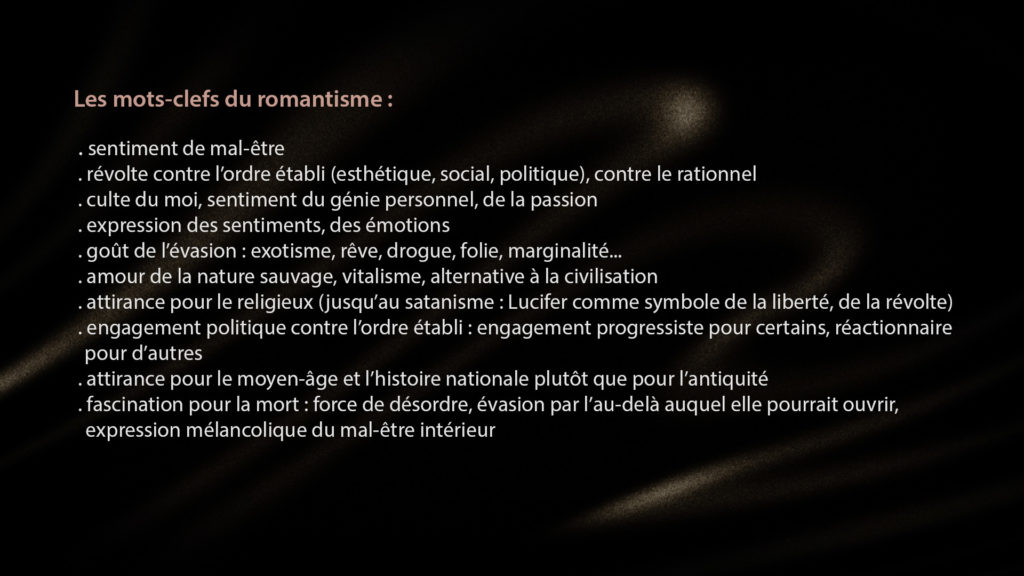 Les mots-clefs du romantisme :
. sentiment de mal-être
. révolte contre l’ordre établi (esthétique, social, politique), contre le rationnel
. culte du moi, sentiment du génie personnel, de la passion
. expression des sentiments, des émotions
. goût de l’évasion : exotisme, rêve, drogue, folie, marginalité...
. amour de la nature sauvage, vitalisme, alternative à la civilisation
. attirance pour le religieux (jusqu’au satanisme : Lucifer comme symbole de la liberté, de la révolte)
. engagement politique contre l’ordre établi : engagement progressiste pour certains, réactionnaire
pour d’autres
. attirance pour le moyen-âge et l’histoire nationale plutôt que pour l’antiquité
. fascination pour la mort : force de désordre, évasion par l’au-delà auquel elle pourrait ouvrir,
expression mélancolique du mal-être intérieur